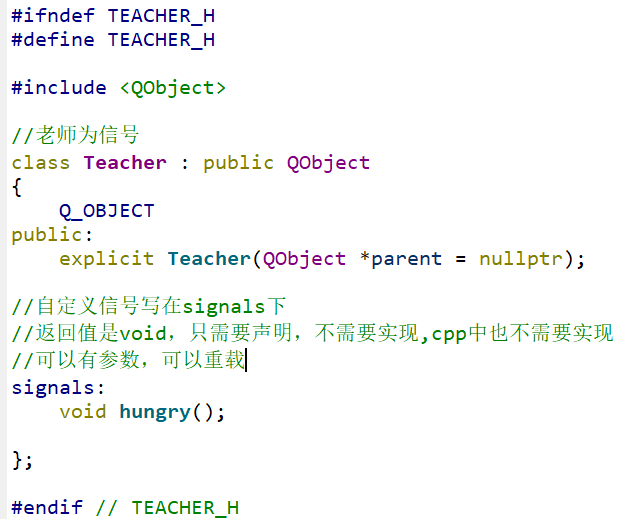 #ifndef TEACHER_H
#define TEACHER_H
#include <QObject>
//老师为信号
class Teacher : public QObject
{
    Q_OBJECT
public:
    explicit Teacher(QObject *parent = nullptr);
//自定义信号写在signals下
//返回值是void，只需要声明，不需要实现,cpp中也不需要实现
//可以有参数，可以重载
signals:
    void hungry();
};
#endif // TEACHER_H